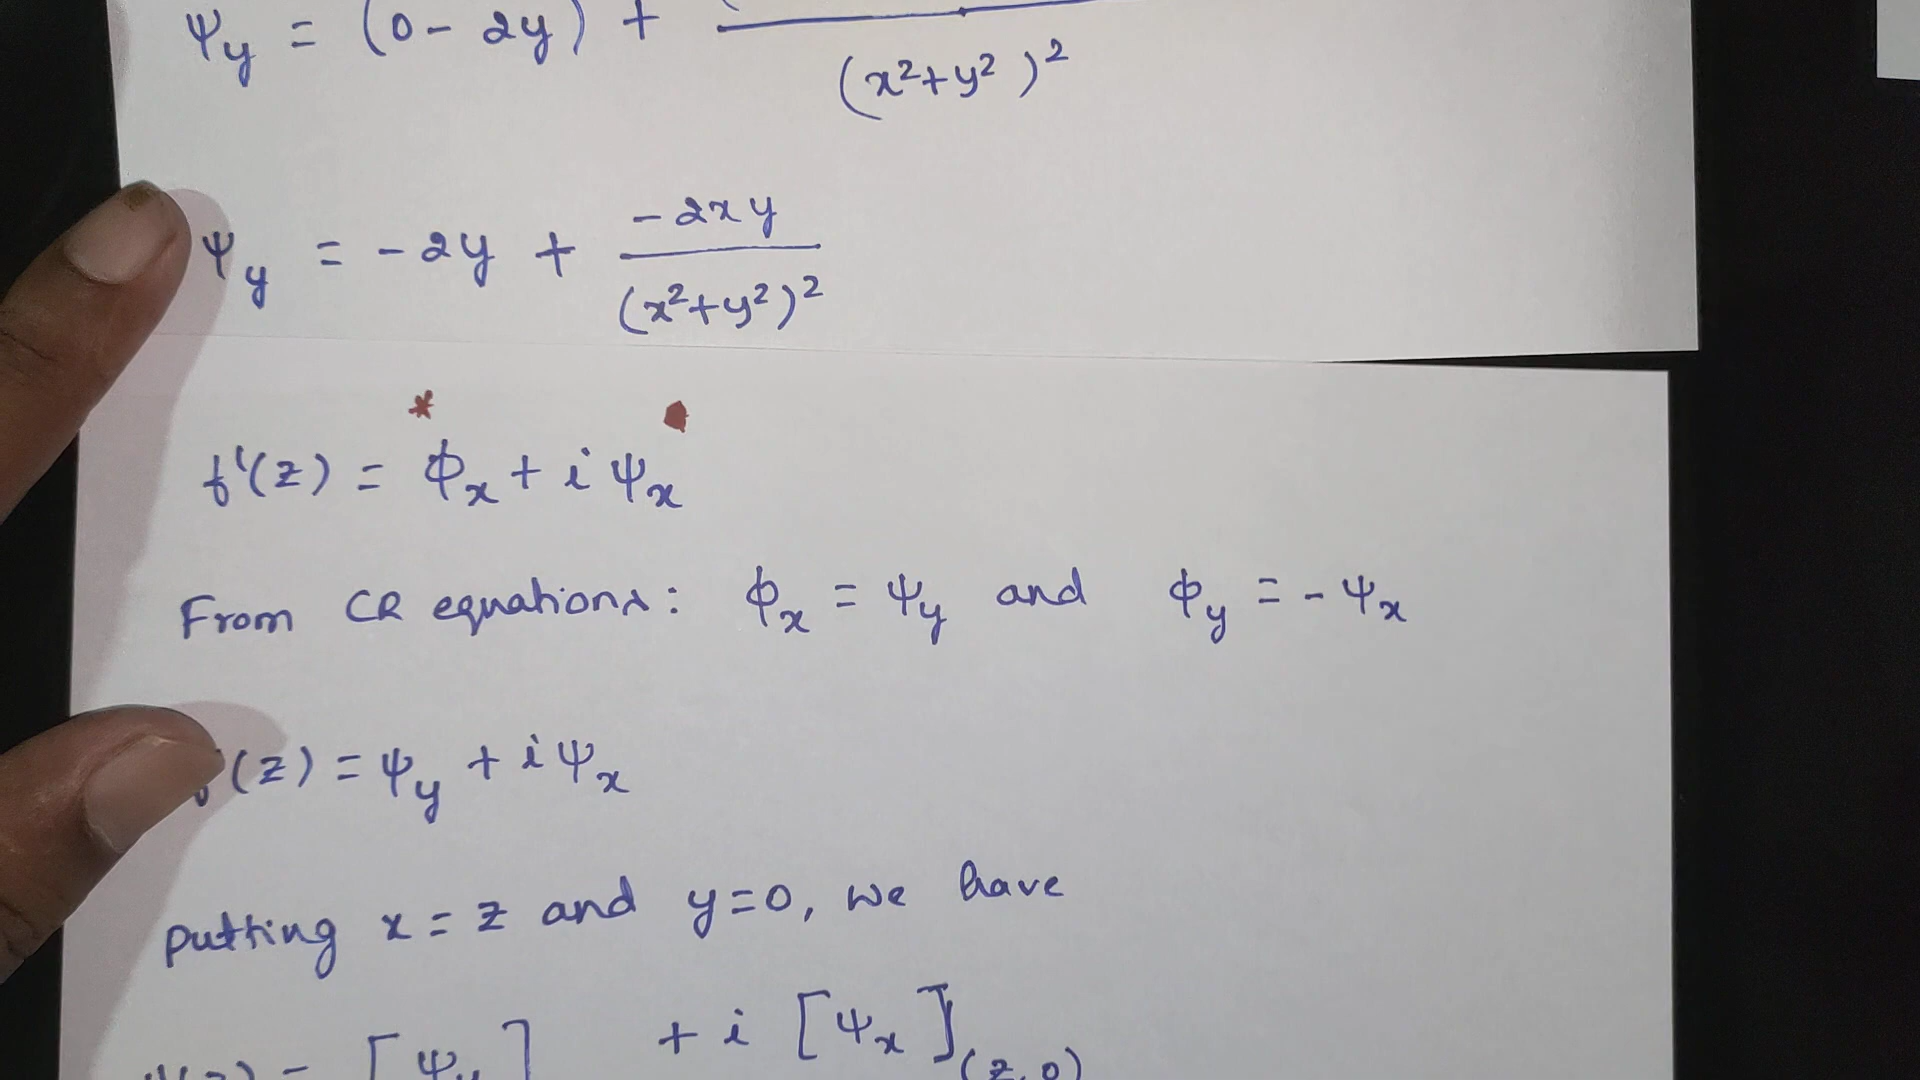 ψy = (0 - 2y) + / (x²+y²)²
ψy = -2y + -2xy / (x²+y²)²
f'(z) = ϕx + i ψx
From CR equations: ϕx = ψy and ϕy = -ψx
'(z) = ψy + i ψx
putting x = z and y=0, we have
[ψy] + i [ψx](z,0)